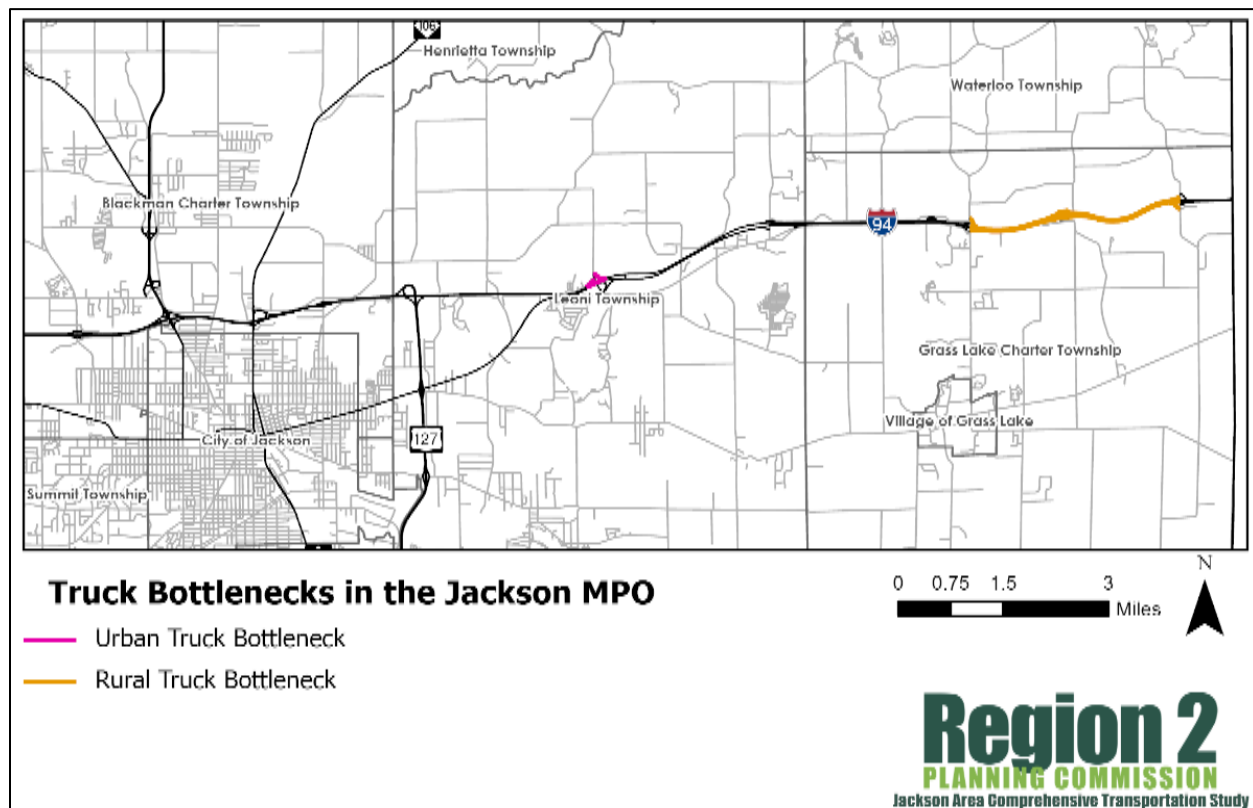 106
Henrietta Township
Waterloo Township
Blackman Charter Township
94
Leoni Township
Grass Lake Charter Township
Village of Grass Lake
127
City of Jackson
Summit Township
Truck Bottlenecks in the Jackson MPO
Urban Truck Bottleneck
Rural Truck Bottleneck
0 0.75 1.5 3
Miles
N
Region 2
PLANNING COMMISSION
Jackson Area Comprehensive Transportation Study